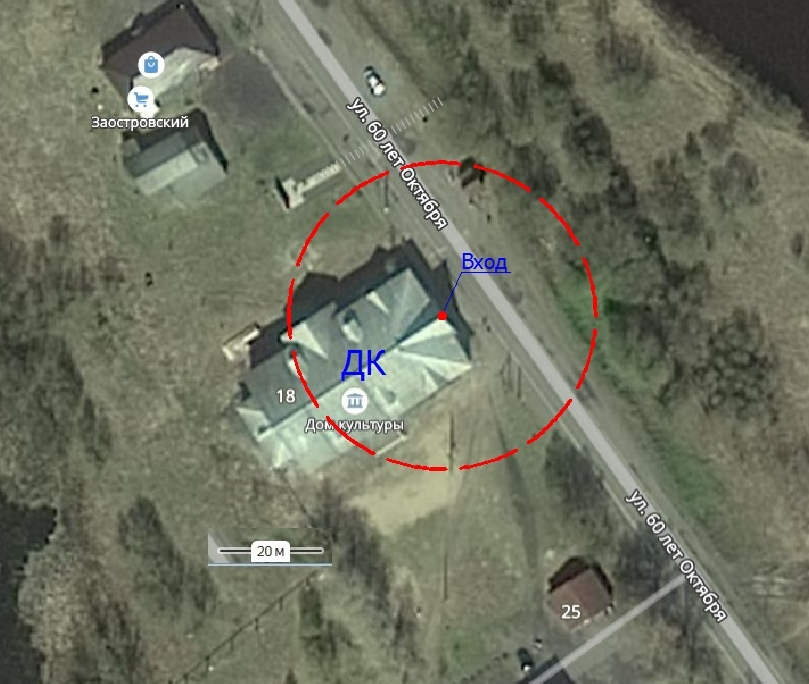 Заостровский
ул. 60 лет Октября
Вход
ДК
18
Дом культуры
ул. 60 лет Октября
20 м
25